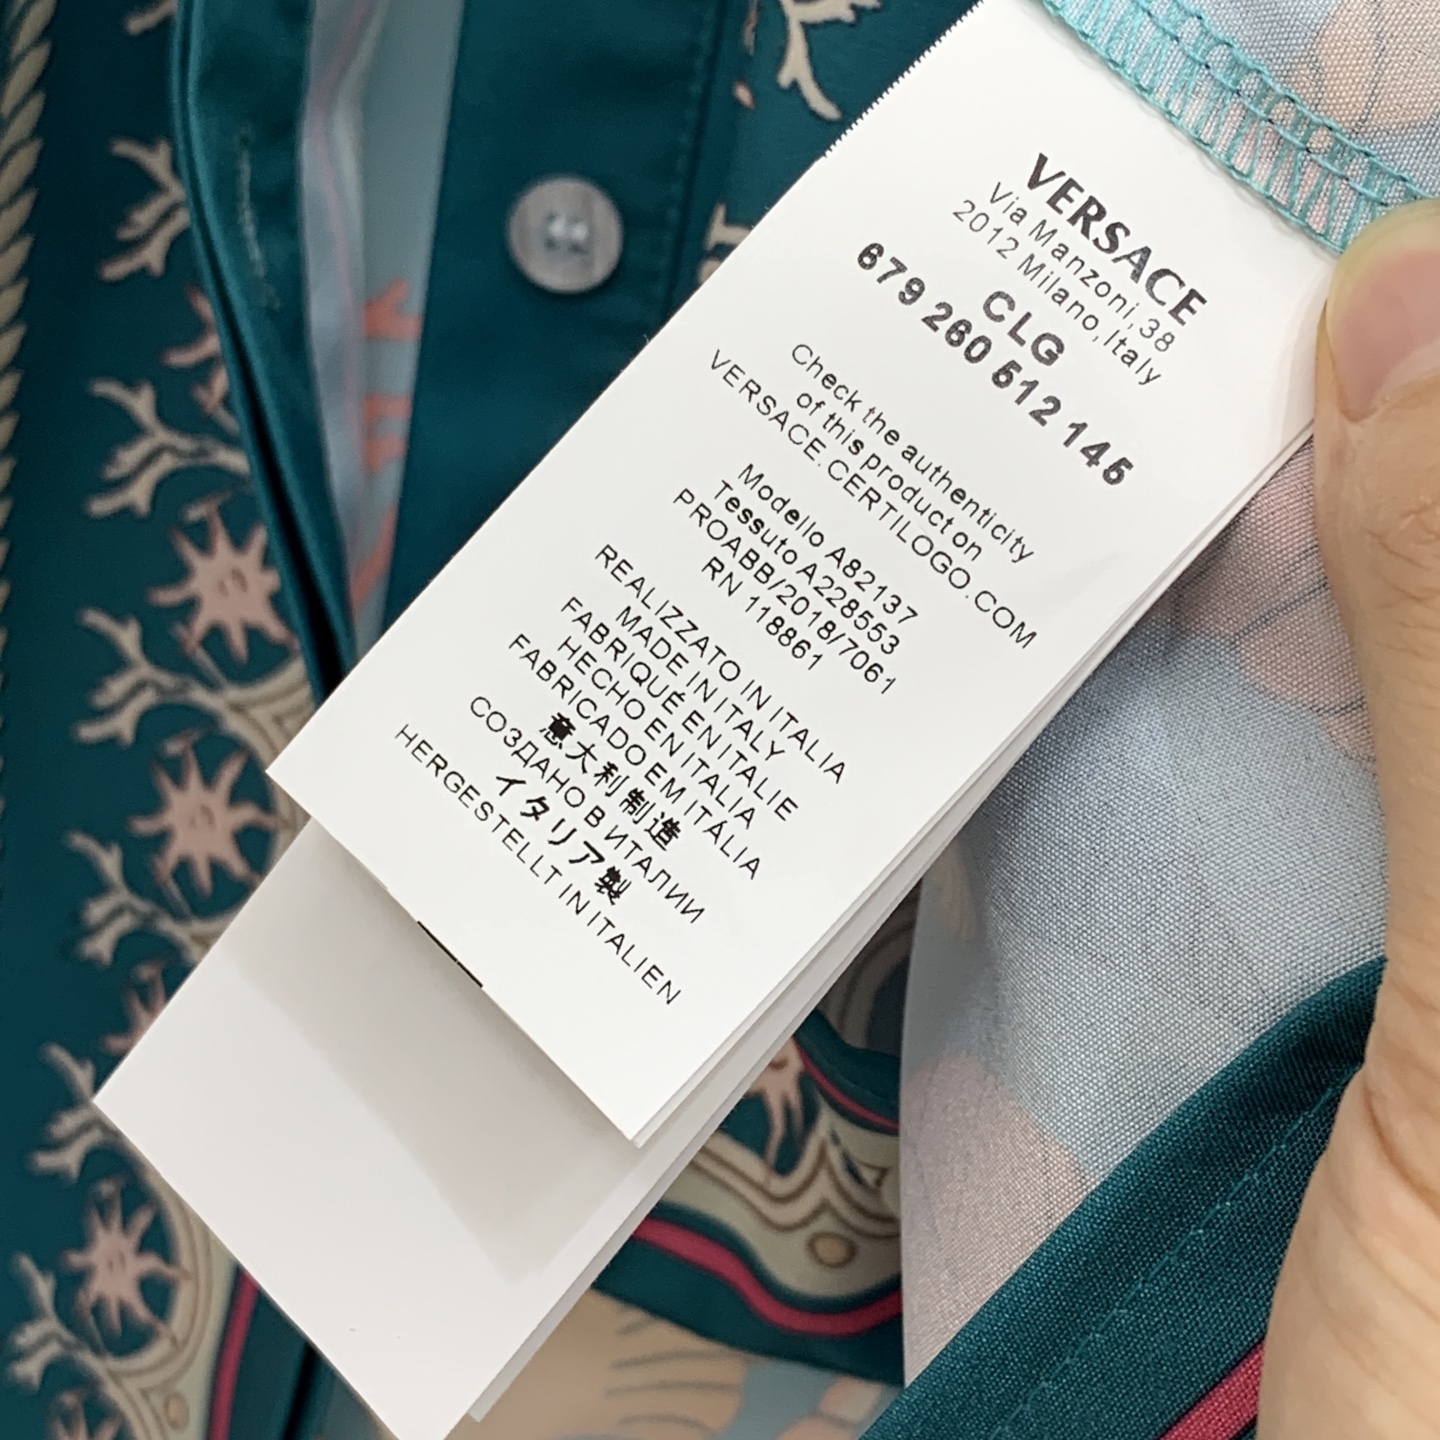 VERSACE
Via Manzoni, 38
2012 Milano, Italy
CLG
679 260 512 145
Check the authenticity
of this product on
VERSACE.CERTILOGO.COM
Modello A82137
Tessuto A228553
PROABB/2018/7061
RN 118861
REALIZZATO IN ITALIA
MADE IN ITALY
FABRIQUÉ EN ITALIE
HECHO EN ITALIA
FABRICADO EM ITÁLIA
意大利制造
СОЗДАНО В ИТАЛИИ
イタリア製
HERGESTELLT IN ITALIEN